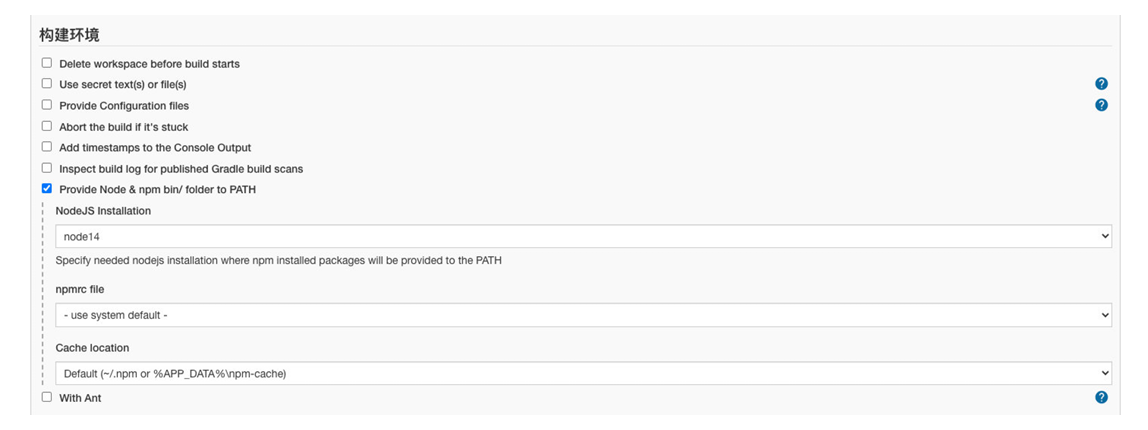 构建环境
Delete workspace before build starts
Use secret text(s) or file(s)
Provide Configuration files
Abort the build if it's stuck
Add timestamps to the Console Output
Inspect build log for published Gradle build scans
Provide Node & npm bin/ folder to PATH
NodeJS Installation
node14
Specify needed nodejs installation where npm installed packages will be provided to the PATH
npmrc file
- use system default -
Cache location
Default (~/.npm or %APP_DATA%\npm-cache)
With Ant